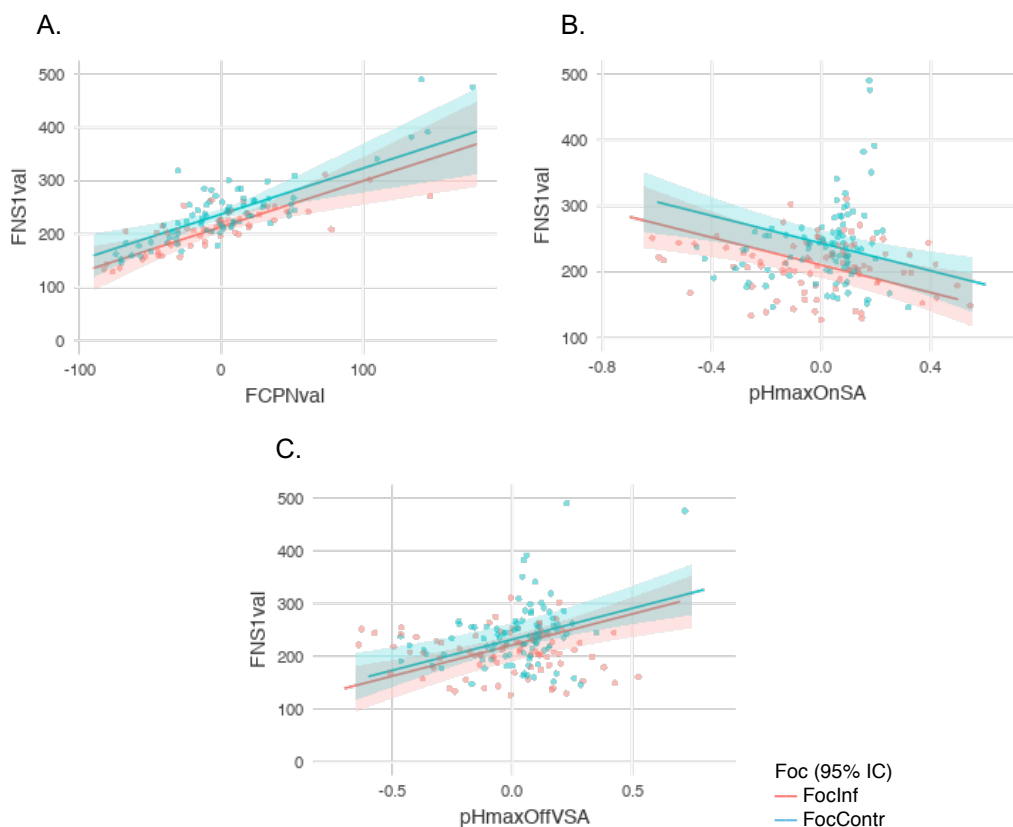 A.
500
400
300
200
100
0
FNS1val
-100
0
100
FCPNval
B.
500
400
300
200
100
FNS1val
-0.8
-0.4
0.0
0.4
pHmaxOnSA
C.
500
400
300
200
100
0
FNS1val
-0.5
0.0
0.5
pHmaxOffVSA
Foc (95% IC)
FocInf
FocContr